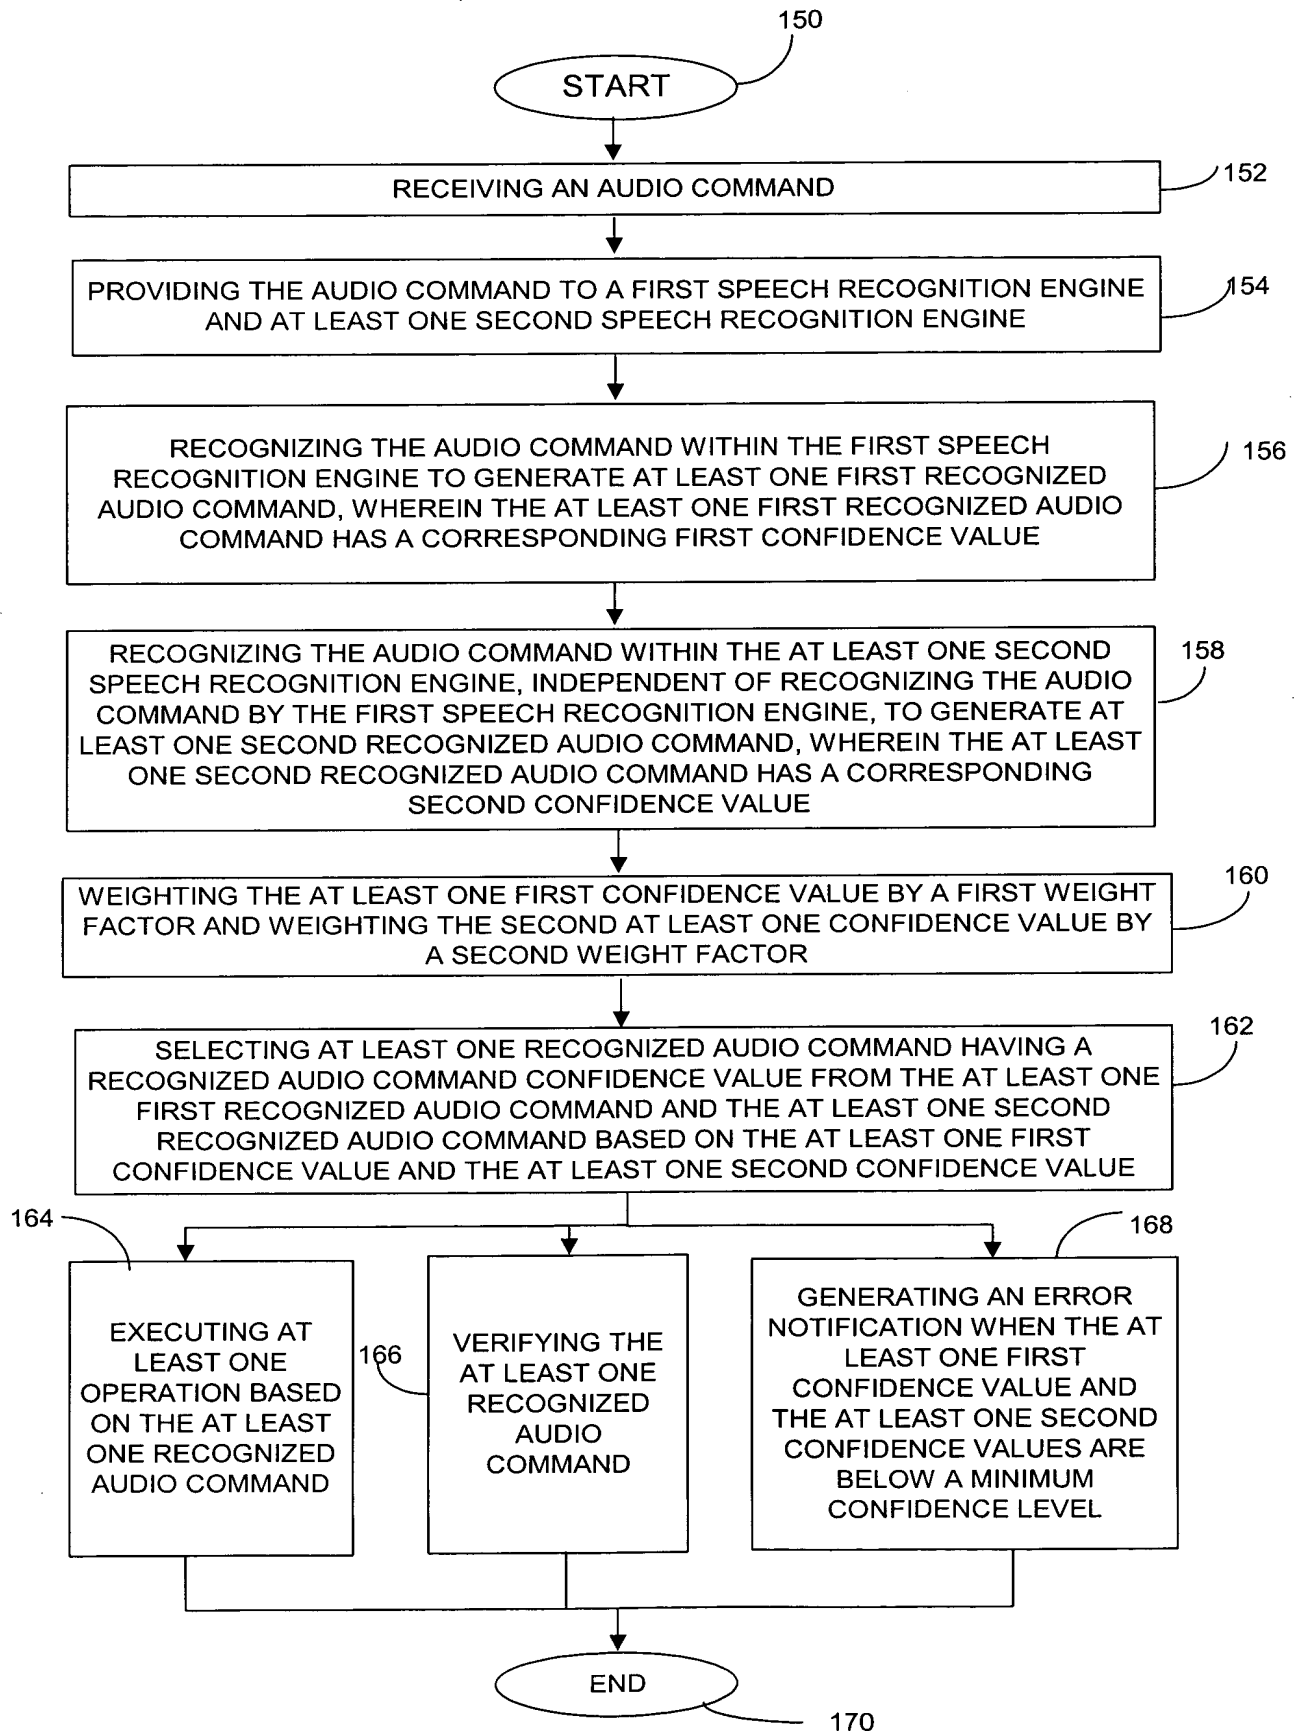 150
START
152
RECEIVING AN AUDIO COMMAND
154
PROVIDING THE AUDIO COMMAND TO A FIRST SPEECH RECOGNITION ENGINE
AND AT LEAST ONE SECOND SPEECH RECOGNITION ENGINE
156
RECOGNIZING THE AUDIO COMMAND WITHIN THE FIRST SPEECH
RECOGNITION ENGINE TO GENERATE AT LEAST ONE FIRST RECOGNIZED
AUDIO COMMAND, WHEREIN THE AT LEAST ONE FIRST RECOGNIZED AUDIO
COMMAND HAS A CORRESPONDING FIRST CONFIDENCE VALUE
158
RECOGNIZING THE AUDIO COMMAND WITHIN THE AT LEAST ONE SECOND
SPEECH RECOGNITION ENGINE, INDEPENDENT OF RECOGNIZING THE AUDIO
COMMAND BY THE FIRST SPEECH RECOGNITION ENGINE, TO GENERATE AT
LEAST ONE SECOND RECOGNIZED AUDIO COMMAND, WHEREIN THE AT LEAST
ONE SECOND RECOGNIZED AUDIO COMMAND HAS A CORRESPONDING
SECOND CONFIDENCE VALUE
160
WEIGHTING THE AT LEAST ONE FIRST CONFIDENCE VALUE BY A FIRST WEIGHT
FACTOR AND WEIGHTING THE SECOND AT LEAST ONE CONFIDENCE VALUE BY
A SECOND WEIGHT FACTOR
162
SELECTING AT LEAST ONE RECOGNIZED AUDIO COMMAND HAVING A
RECOGNIZED AUDIO COMMAND CONFIDENCE VALUE FROM THE AT LEAST ONE
FIRST RECOGNIZED AUDIO COMMAND AND THE AT LEAST ONE SECOND
RECOGNIZED AUDIO COMMAND BASED ON THE AT LEAST ONE FIRST
CONFIDENCE VALUE AND THE AT LEAST ONE SECOND CONFIDENCE VALUE
164
EXECUTING AT
LEAST ONE
OPERATION BASED
ON THE AT LEAST
ONE RECOGNIZED
AUDIO COMMAND
166
VERIFYING THE
AT LEAST ONE
RECOGNIZED
AUDIO
COMMAND
168
GENERATING AN ERROR
NOTIFICATION WHEN THE AT
LEAST ONE FIRST
CONFIDENCE VALUE AND
THE AT LEAST ONE SECOND
CONFIDENCE VALUES ARE
BELOW A MINIMUM
CONFIDENCE LEVEL
END
170